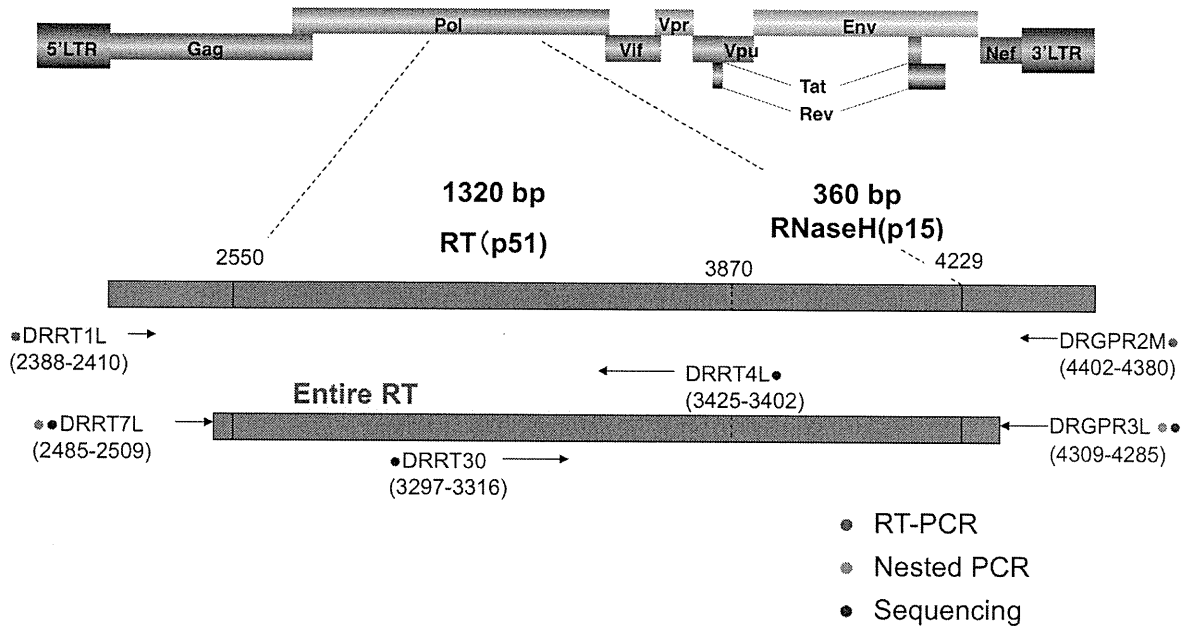 Pol
Vpr
Env
5'LTR
Gag
Vif
Vpu
Nef
3'LTR
Tat
Rev
1320 bp
RT(p51)
360 bp
RNaseH(p15)
2550
3870
4229
DRRT1L
(2388-2410)
DRGPR2M
(4402-4380)
Entire RT
DRRT4L
(3425-3402)
DRRT7L
(2485-2509)
DRGPR3L
(4309-4285)
DRRT30
(3297-3316)
RT-PCR
Nested PCR
Sequencing